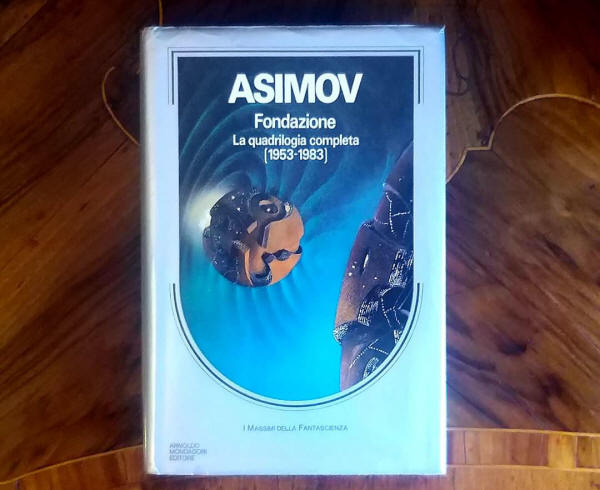 ASIMOV
Fondazione
La quadrilogia completa
(1953-1983)
I MASSIMI DELLA FANTASCIENZA
ARNOLDO
MONDADORI
EDITORE